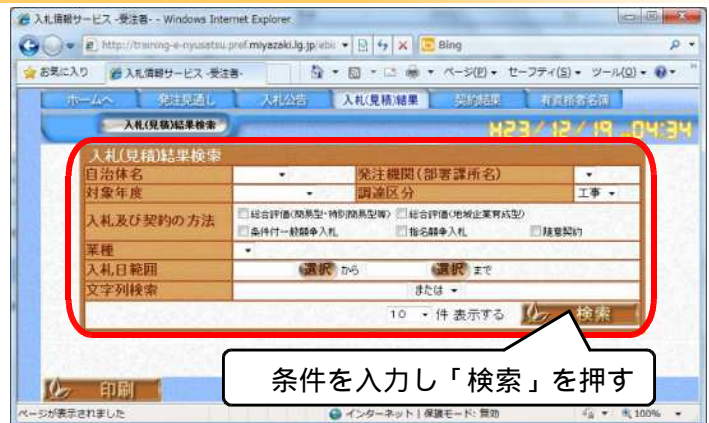 入札情報サービス -受注者- - Windows Internet Explorer
http://training-e-nyusatsu.pref.miyazaki.lg.jp/ebic
Bing
お気に入り 入札情報サービス -受注者-
ページ(P) セーフティ(S) ツール(O)
ホームへ 発注見通し 入札公告 入札(見積)結果 契約結果 有資格者名簿
入札(見積)結果検索 H23/12/19 04:34
入札(見積)結果検索
自治体名 発注機関(部署課所名)
対象年度 調達区分 工事
入札及び契約の方法 総合評価(簡易型・特別簡易型等) 総合評価(地域企業育成型)
条件付一般競争入札 指名競争入札 随意契約
業種
入札日範囲 選択 から 選択 まで
文字列検索 または
10 件 表示する 検索
条件を入力し「検索」を押す
印刷
ページが表示されました インターネット | 保護モード: 無効 100%